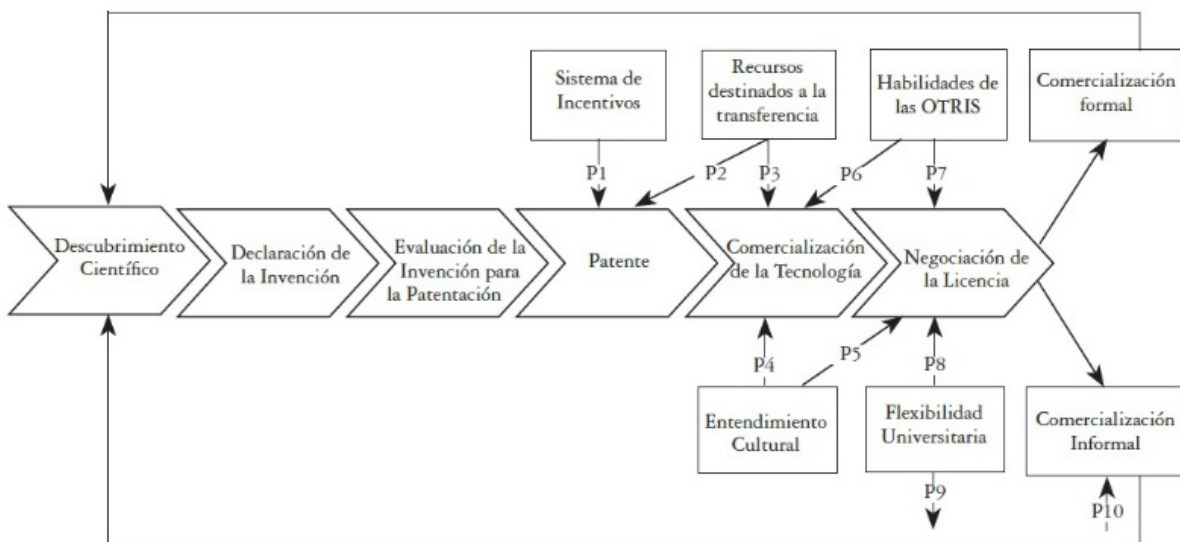 Sistema de
Incentivos
Recursos
destinados a la
transferencia
Habilidades de
las OTRIS
Comercialización
formal
P1
P2
P3
P6
P7
Descubrimiento
Científico
Declaración de
la Invención
Evaluación de la
Invención para
la Patentación
Patente
Comercialización
de la Tecnología
Negociación de
la Licencia
P4
P5
P8
Entendimiento
Cultural
Flexibilidad
Universitaria
Comercialización
Informal
P9
P10